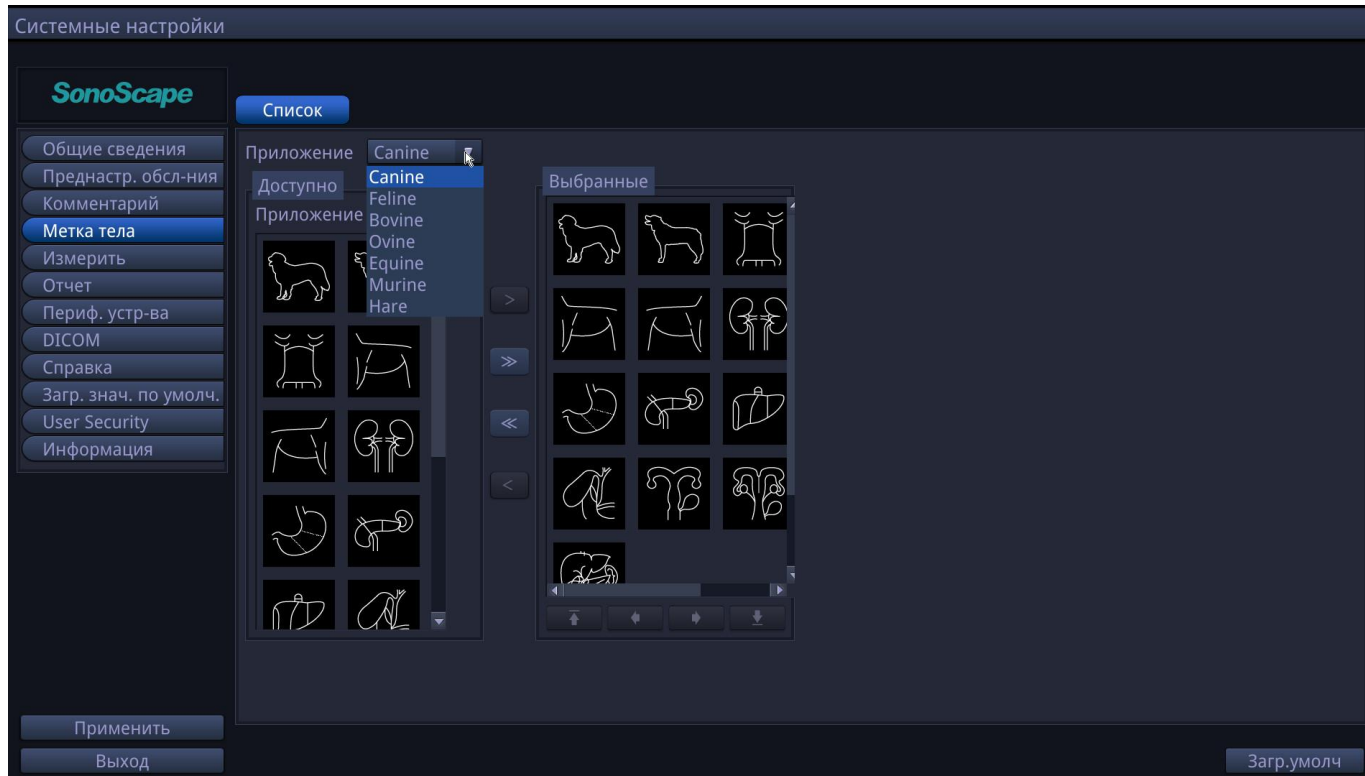 Системные настройки
SonoScape
Список
Общие сведения
Преднастр. обсл-ния
Комментарий
Метка тела
Измерить
Отчет
Периф. устр-ва
DICOM
Справка
Загр. знач. по умолч.
User Security
Информация
Приложение Canine
Canine
Feline
Bovine
Ovine
Equine
Murine
Hare
Доступно
Приложение
>
≫
≪
<
Выбранные
Применить
Выход
Загр.умолч